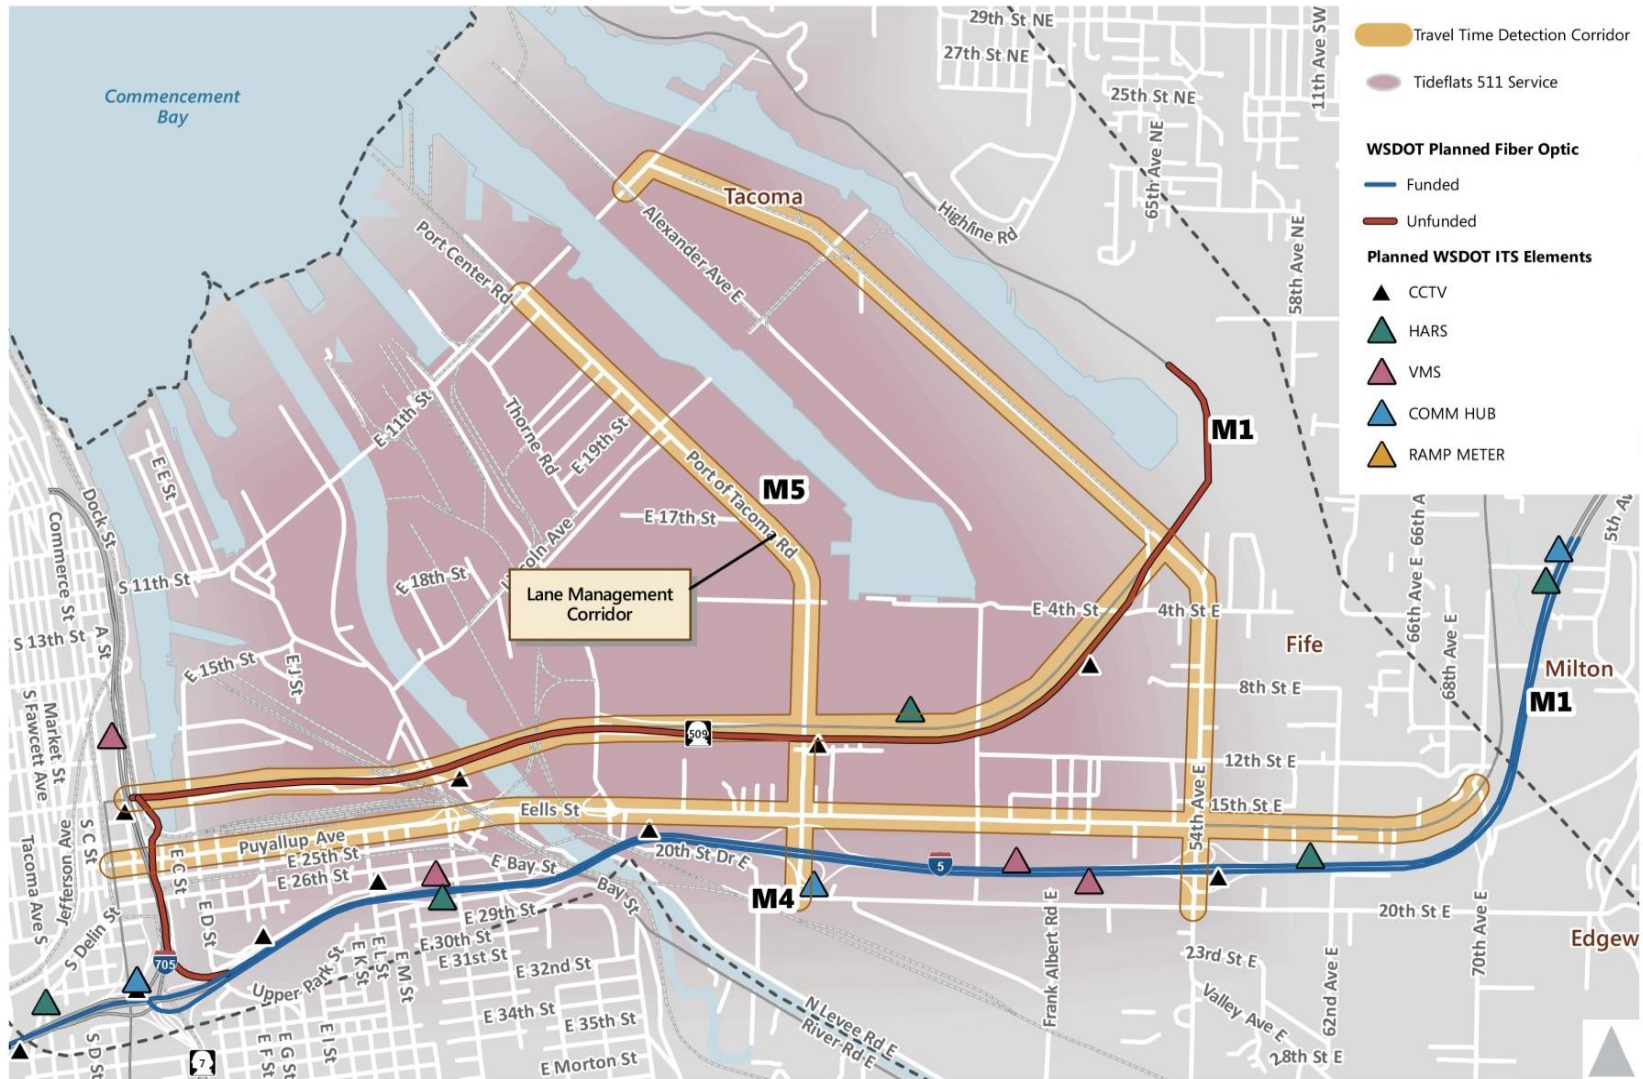 29th St NE
27th St NE
25th St NE
65th Ave NE
11th Ave SW
58th Ave NE
Highline Rd
Commencement
Bay
Tacoma
Travel Time Detection Corridor
Tideflats 511 Service
WSDOT Planned Fiber Optic
Funded
Unfunded
Planned WSDOT ITS Elements
CCTV
HARS
VMS
COMM HUB
RAMP METER
Port Center Rd
Alexander Ave E
E 11th St
Thorne Rd
E 19th St
Port of Tacoma Rd
M5
M1
E 17th St
E 18th St
Lane Management
Corridor
E E St
Dock St
Commerce St
S 11th St
S 13th St
A St
E 15th St
E J St
Market St
S Fawcett Ave
E 4th St
4th St E
66th Ave E
66th A
5th Av
68th Ave E
Fife
Milton
M1
8th St E
509
12th St E
15th St E
54th Ave E
Eells St
Puyallup Ave
E 25th St
E 26th St
E Bay St
Bay St
20th St Dr E
5
M4
Tacoma Ave S
Jefferson Ave
S C St
E C St
E D St
S Delin St
705
E 29th St
E 30th St
E 31st St
E 32nd St
E 34th St
E 35th St
E Morton St
Upper Park St
E K St
E L St
E M St
S D St
7
E F St
E G St
E I St
N Levee Rd E
River Rd E
Frank Albert Rd E
20th St E
23rd St E
Valley Ave E
28th St E
62nd Ave E
70th Ave E
Edgew